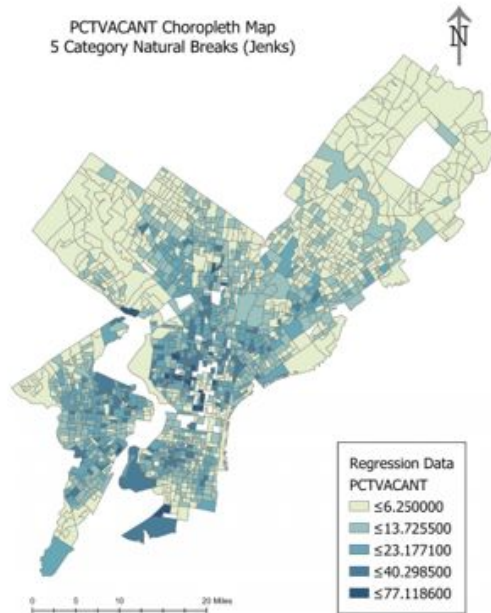 PCTVACANT Choropleth Map
5 Category Natural Breaks (Jenks)
N
Regression Data
PCTVACANT
≤6.250000
≤13.725500
≤23.177100
≤40.298500
≤77.118600
0 5 10 20 Miles